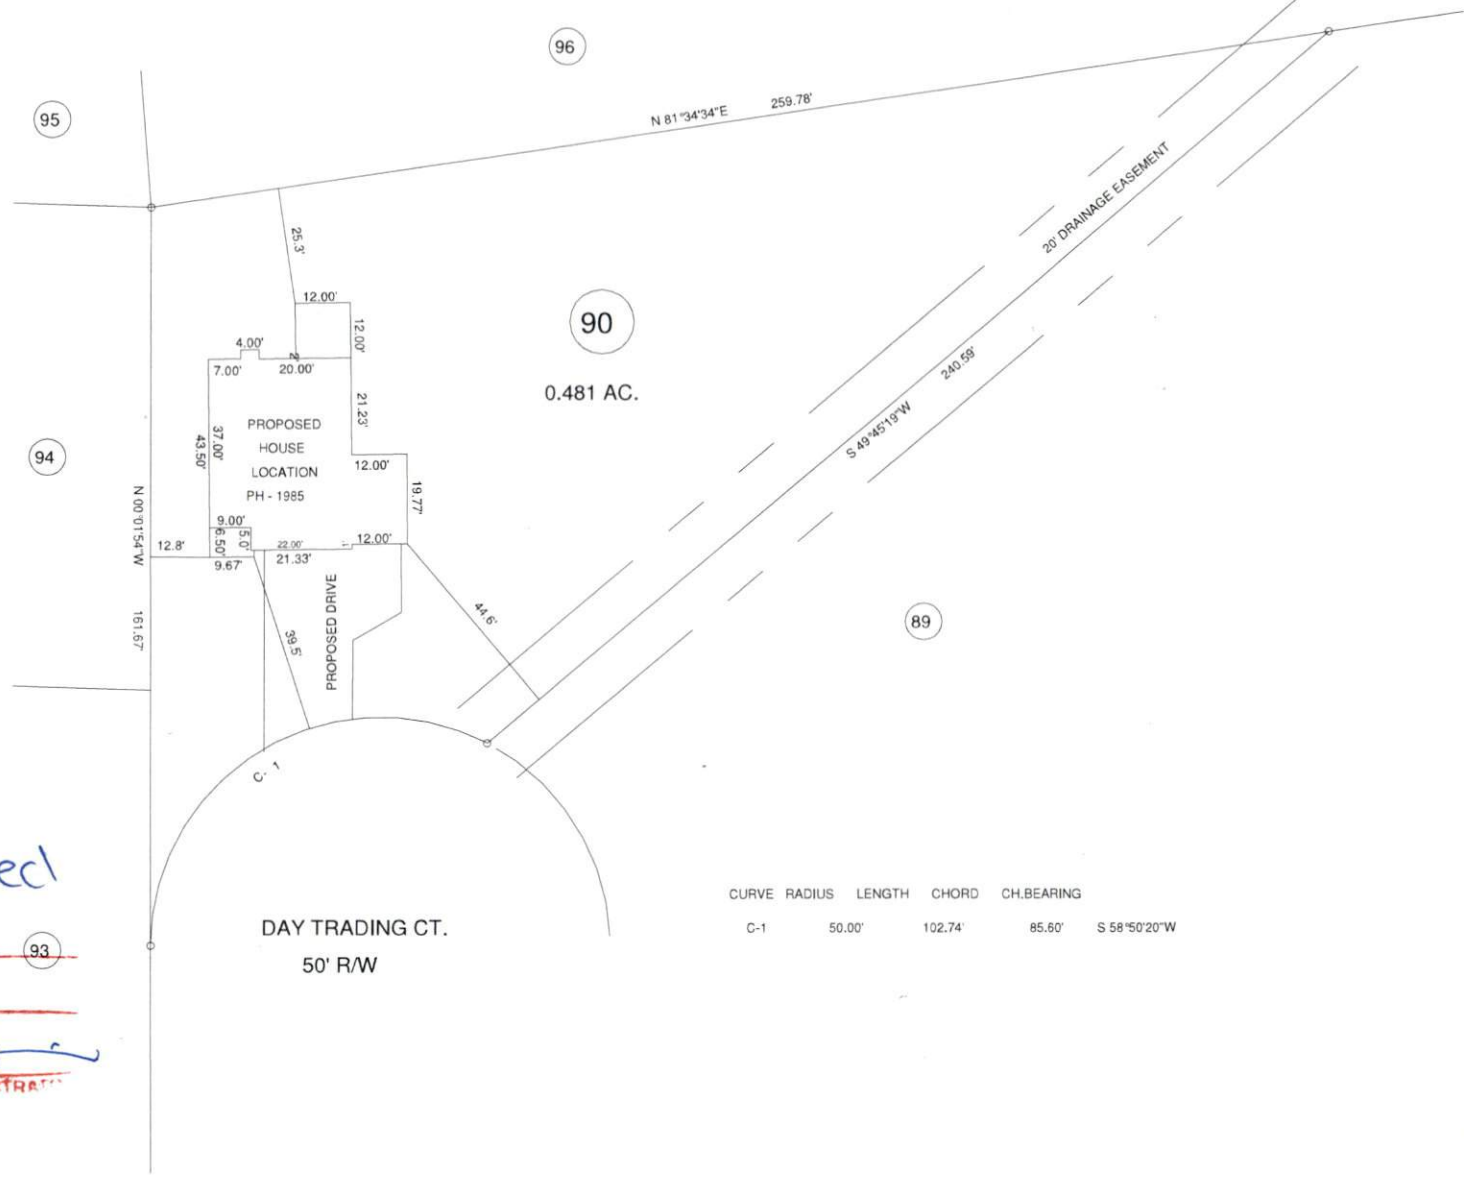 96
95
N 81°34'34"E 259.78'
20' DRAINAGE EASEMENT
25.3'
12.00'
12.00'
4.00'
2'
7.00'
20.00'
90
0.481 AC.
240.59'
S 49°45'19"W
21.23'
PROPOSED
HOUSE
LOCATION
PH - 1985
37.00'
43.50'
94
12.00'
19.77'
N 00°01'54"W
161.67'
9.00'
6.50'
5.0'
12.8'
9.67'
22.00'
21.33'
1'
12.00'
PROPOSED DRIVE
39.5'
44.6'
89
C- 1
DAY TRADING CT.
50' R/W
93
CURVE RADIUS LENGTH CHORD CH.BEARING
C-1 50.00' 102.74' 85.60' S 58°50'20"W